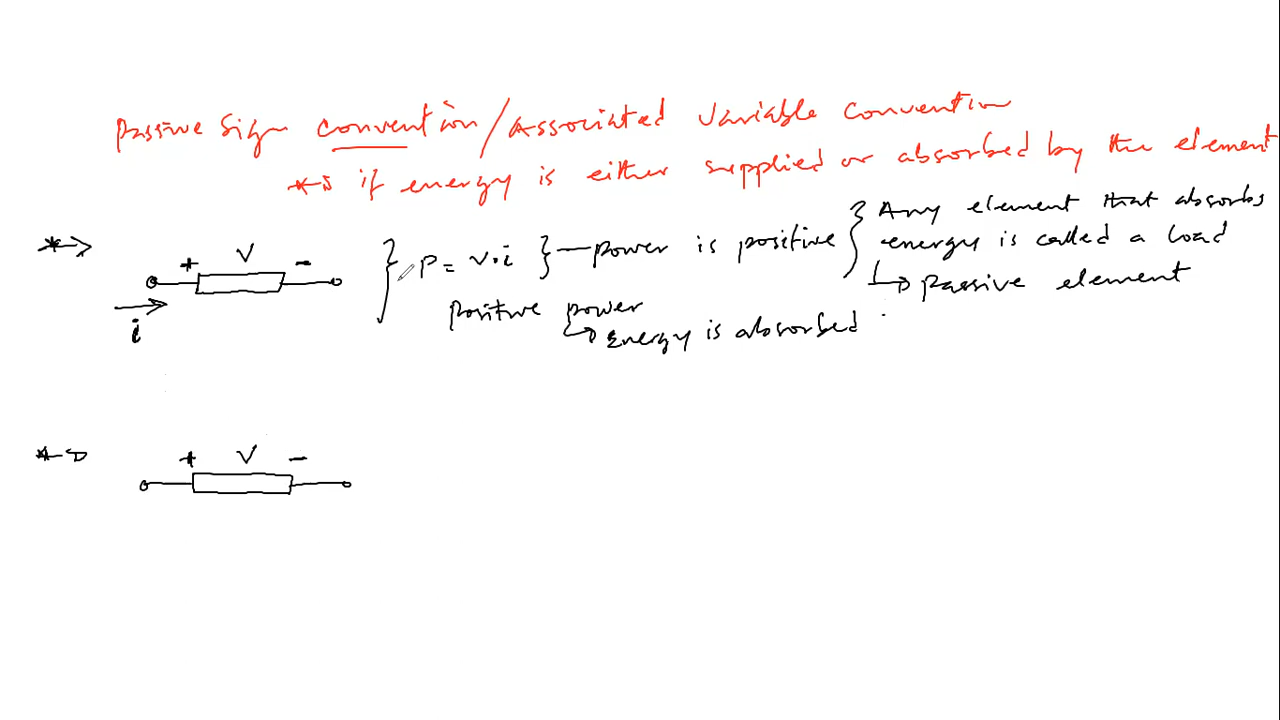 Passive Sign convention/Associated Variable Convention
*→ if energy is either supplied or absorbed by the element
*→ + V - } P = V·i } — power is positive } Any element that absorbs
energy is called a load
↳ passive element
i positive power
↳ Energy is absorbed
*→ + V -